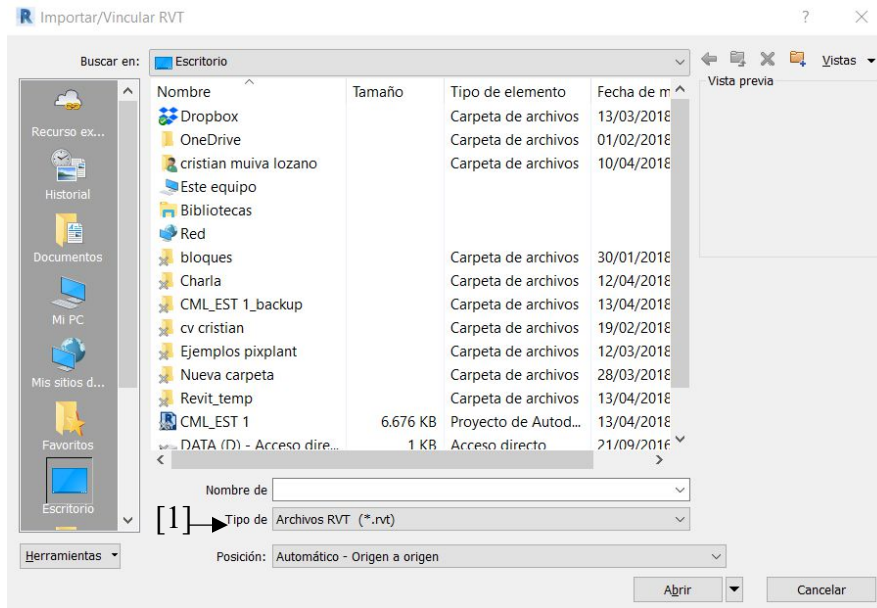 R Importar/Vincular RVT ? ×
Buscar en: Escritorio Vistas
Nombre Tamaño Tipo de elemento Fecha de m Vista previa
Dropbox Carpeta de archivos 13/03/2018
Recurso ex...
OneDrive Carpeta de archivos 01/02/2018
cristian muiva lozano Carpeta de archivos 10/04/2018
Este equipo
Historial
Bibliotecas
Red
Documentos
bloques Carpeta de archivos 30/01/2018
Charla Carpeta de archivos 12/04/2018
CML_EST 1_backup Carpeta de archivos 13/04/2018
Mi PC
cv cristian Carpeta de archivos 19/02/2018
Ejemplos pixplant Carpeta de archivos 12/03/2018
Nueva carpeta Carpeta de archivos 28/03/2018
Mis sitios d...
Revit_temp Carpeta de archivos 13/04/2018
CML_EST 1 6.676 KB Proyecto de Autod... 13/04/2018
Favoritos
DATA (D) - Acceso dire... 1 KB Acceso directo 21/09/2016
Nombre de
Escritorio
[1] Tipo de Archivos RVT (*.rvt)
Herramientas Posición: Automático - Origen a origen
Abrir Cancelar